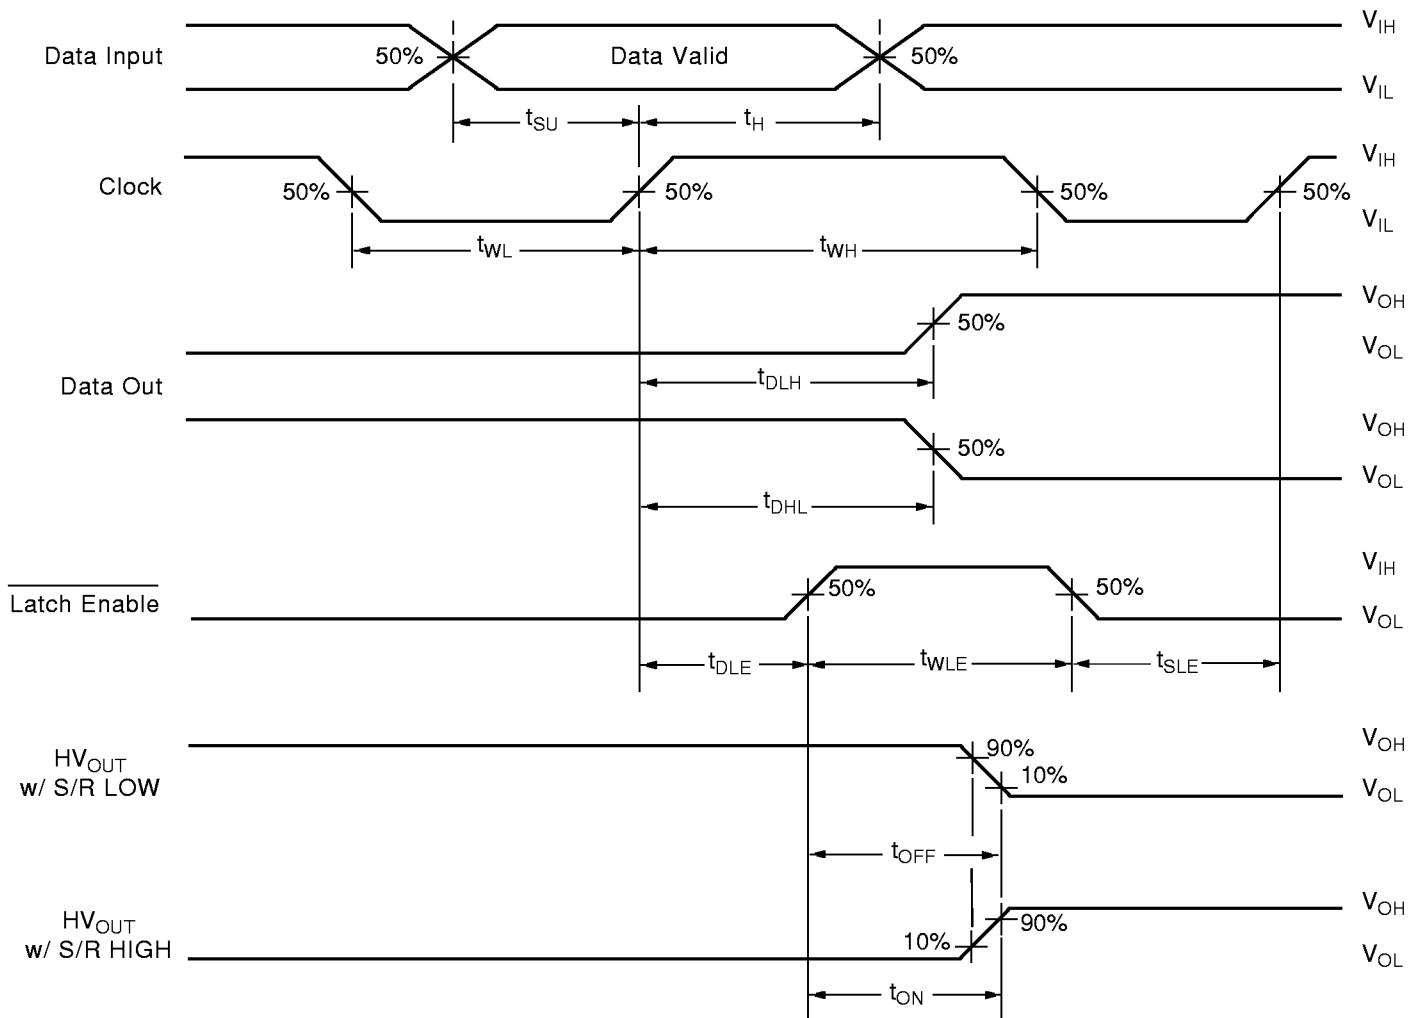 V_IH
Data Input 50% Data Valid 50%
V_IL
t_SU t_H
V_IH
Clock 50% 50% 50% 50%
V_IL
t_WL t_WH
V_OH
50%
V_OL
t_DLH
Data Out
V_OH
50%
V_OL
t_DHL
V_IH
Latch Enable 50% 50%
V_OL
t_DLE t_WLE t_SLE
V_OH
HV_OUT 90%
w/ S/R LOW 10%
V_OL
t_OFF
V_OH
HV_OUT 90%
w/ S/R HIGH 10%
V_OL
t_ON